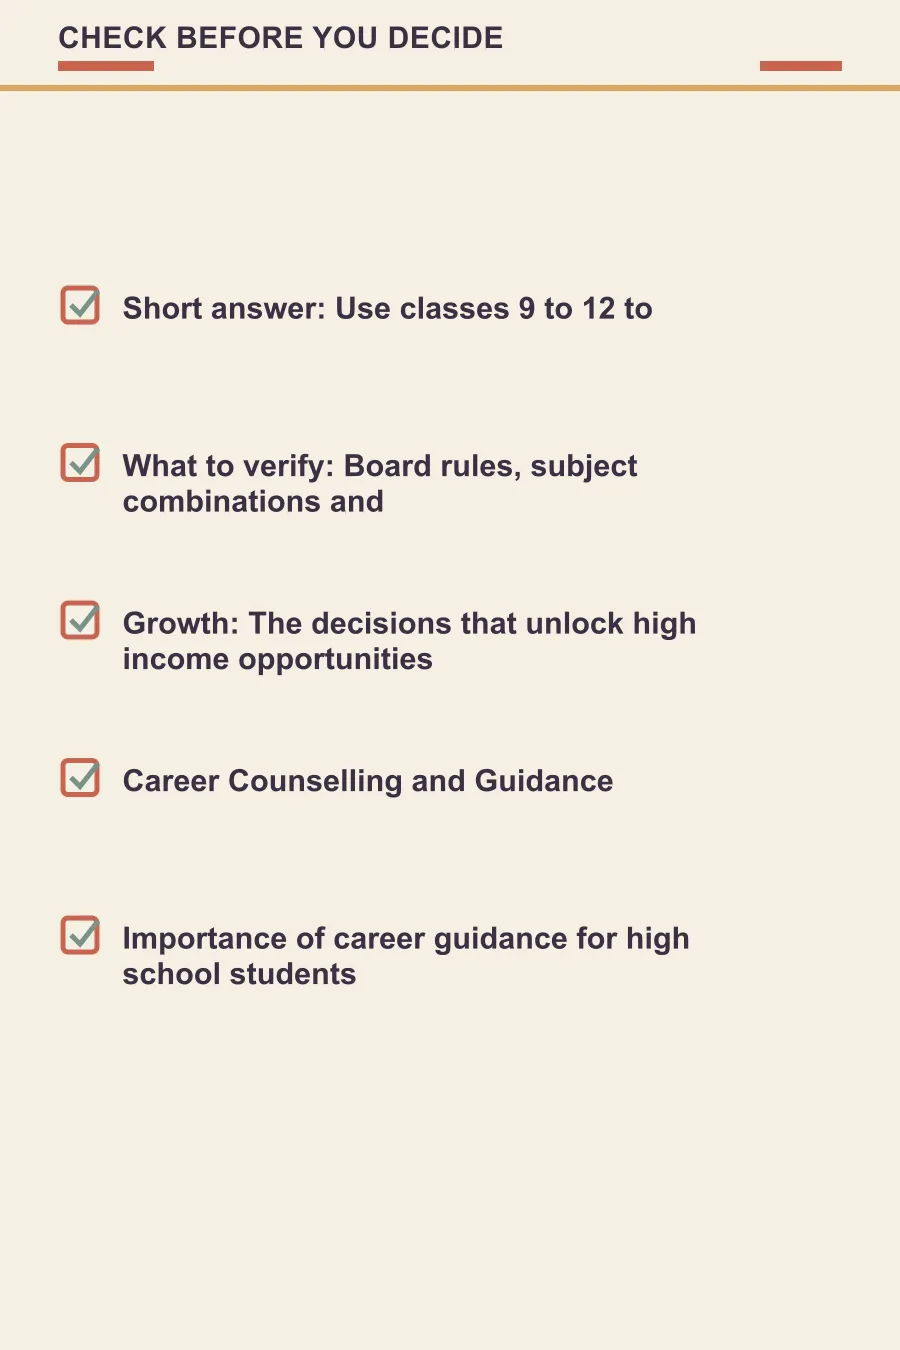 CHECK BEFORE YOU DECIDE
Short answer: Use classes 9 to 12 to
What to verify: Board rules, subject
combinations and
Growth: The decisions that unlock high
income opportunities
Career Counselling and Guidance
Importance of career guidance for high
school students